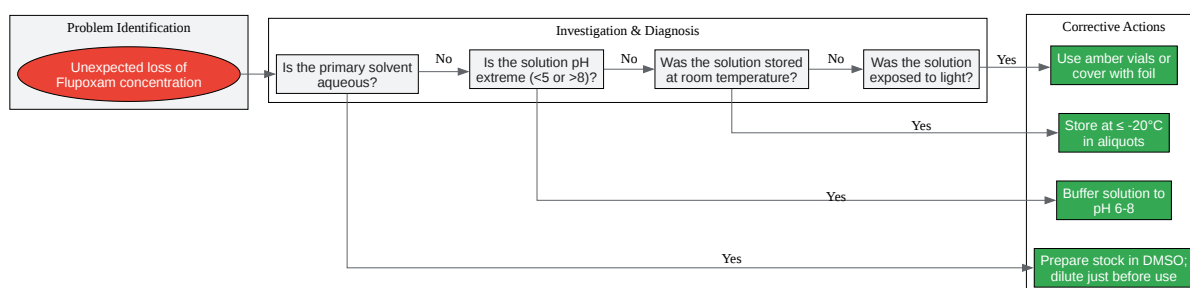 Problem Identification
Unexpected loss of
Flupoxam concentration
Investigation & Diagnosis
Is the primary solvent
aqueous?
No
Is the solution pH
extreme (<5 or >8)?
No
Was the solution stored
at room temperature?
No
Was the solution
exposed to light?
Yes
Corrective Actions
Use amber vials or
cover with foil
Yes
Store at ≤ -20°C
in aliquots
Yes
Buffer solution to
pH 6-8
Yes
Prepare stock in DMSO;
dilute just before use